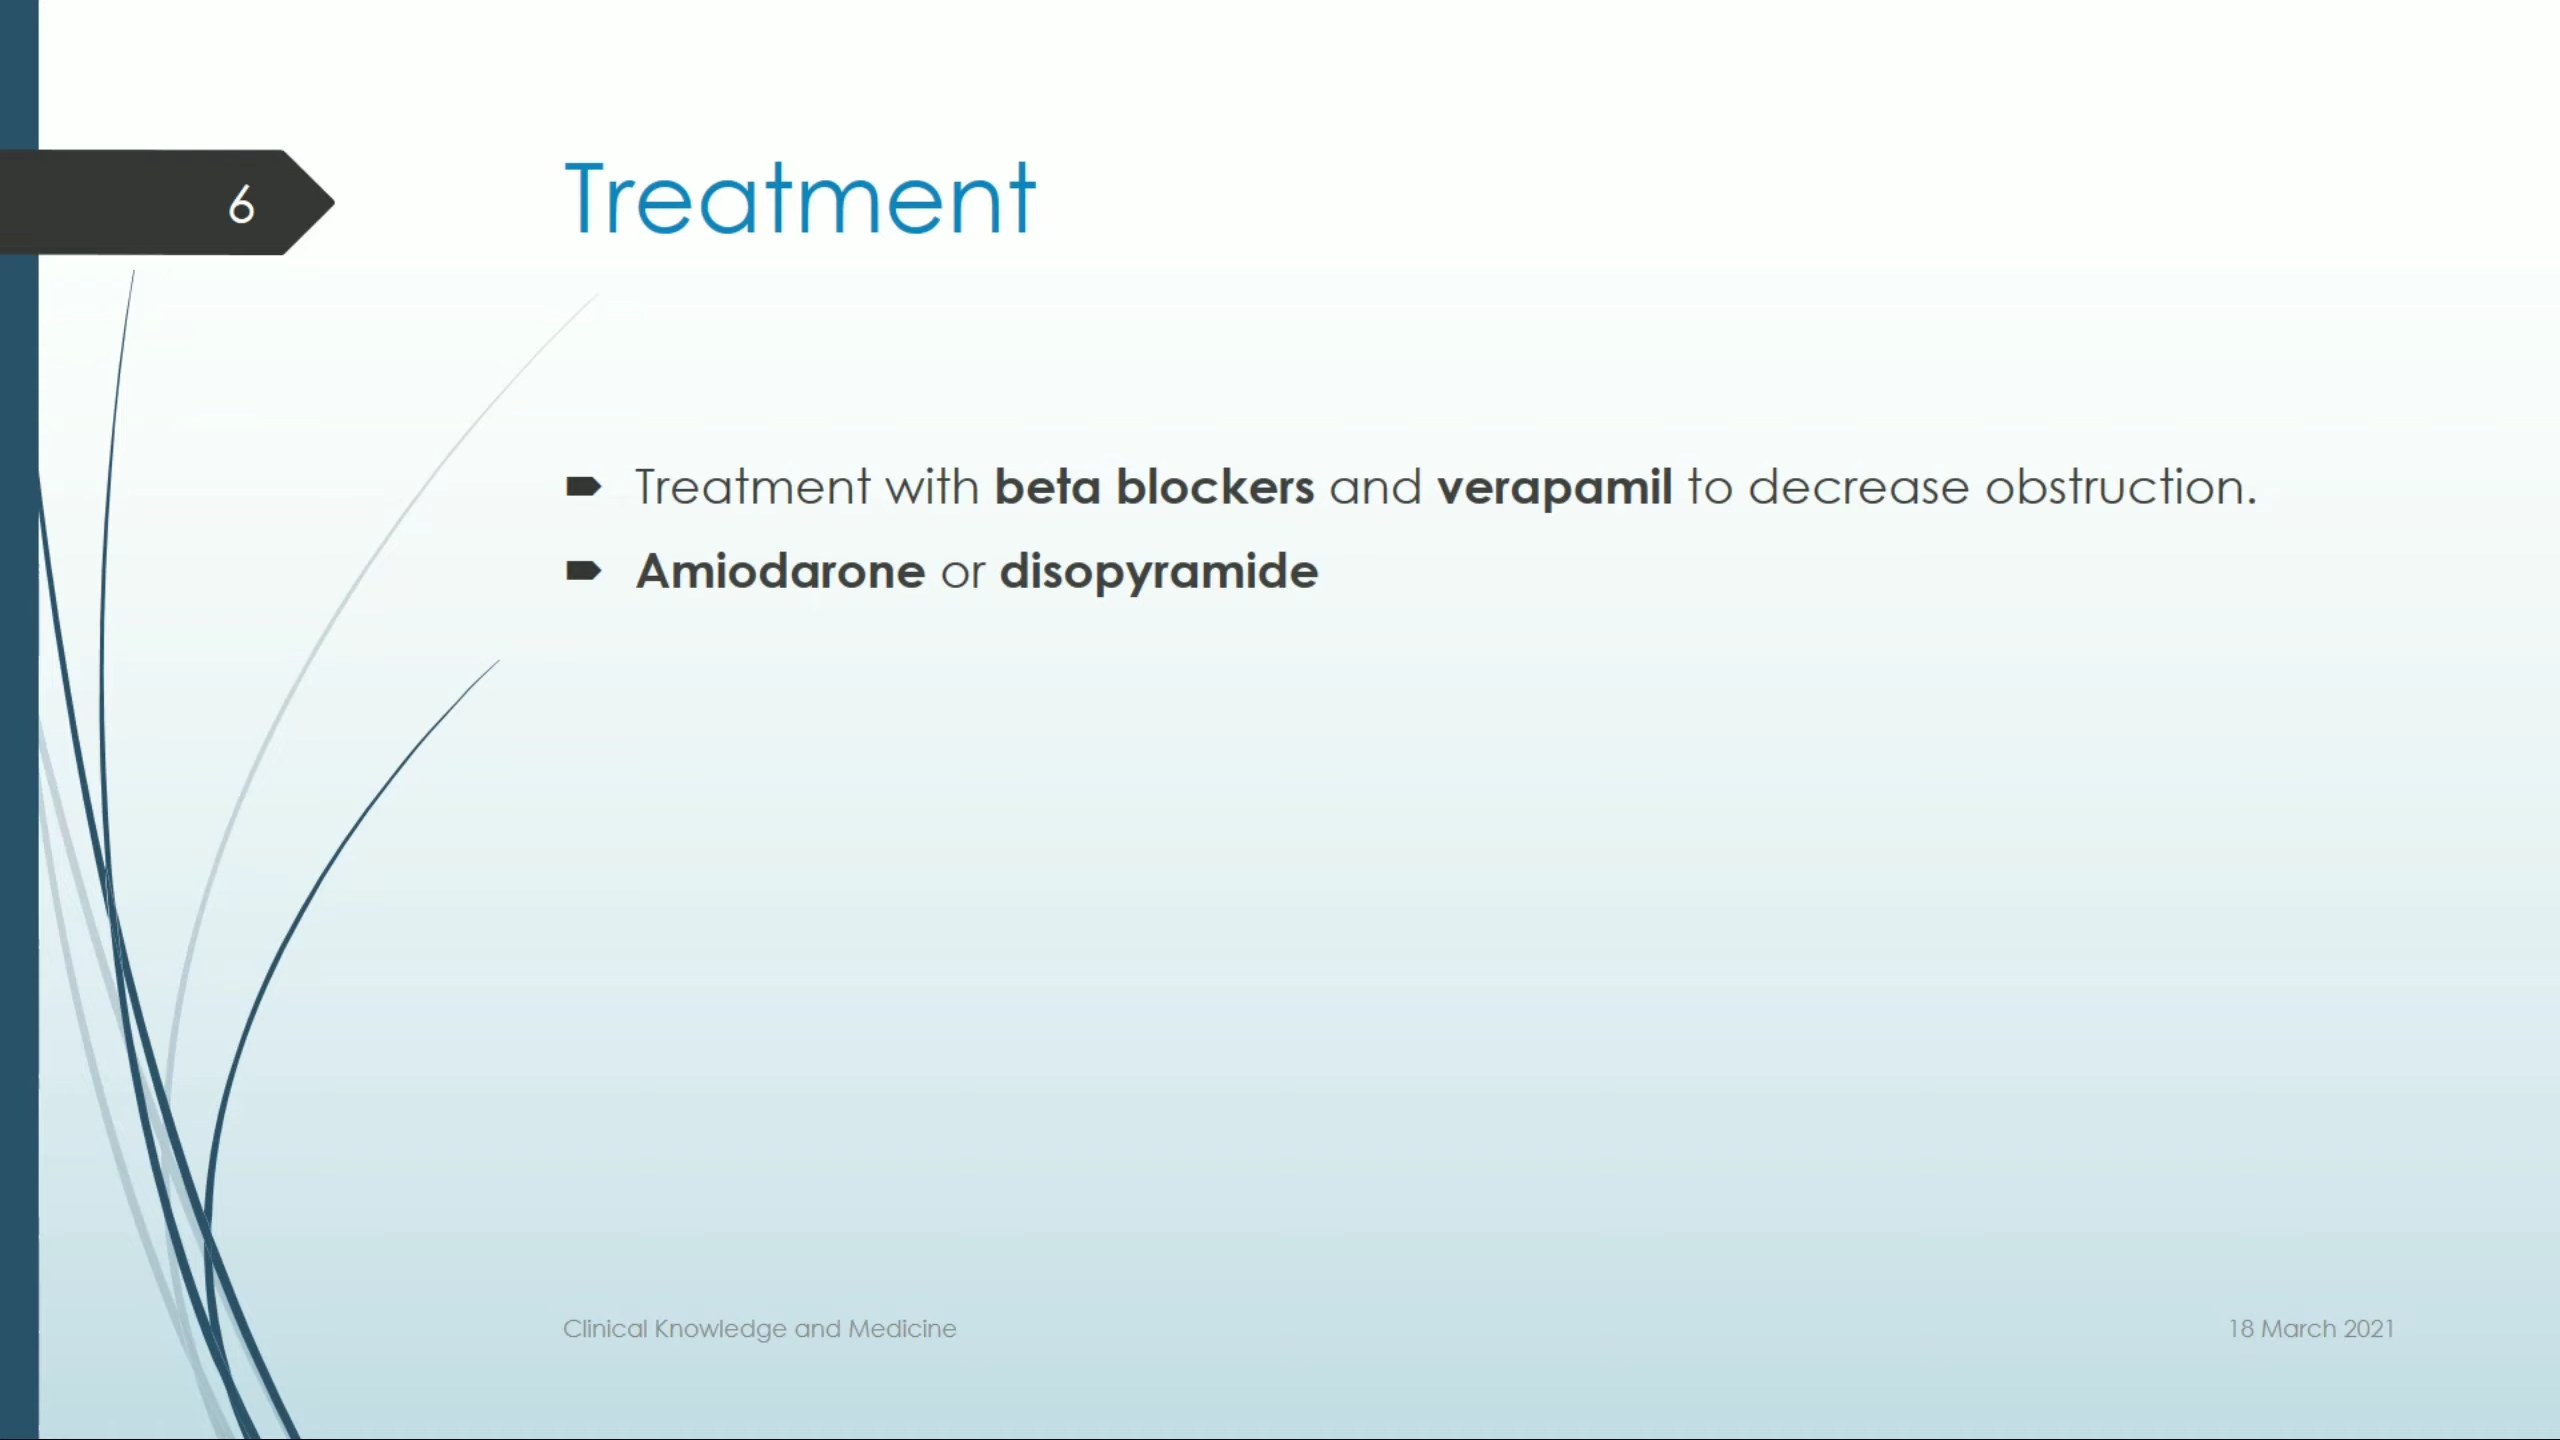 6
Treatment
Treatment with beta blockers and verapamil to decrease obstruction.
Amiodarone or disopyramide
Clinical Knowledge and Medicine
18 March 2021